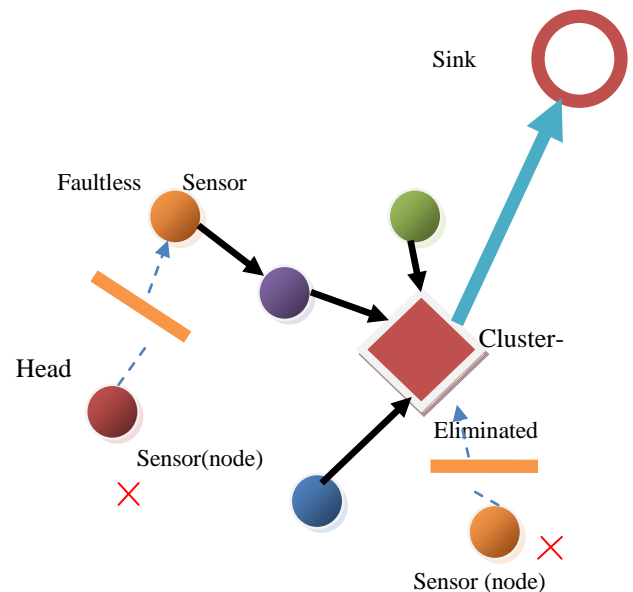 Sink
Faultless Sensor
Cluster-
Head
Eliminated
Sensor(node)
Sensor (node)